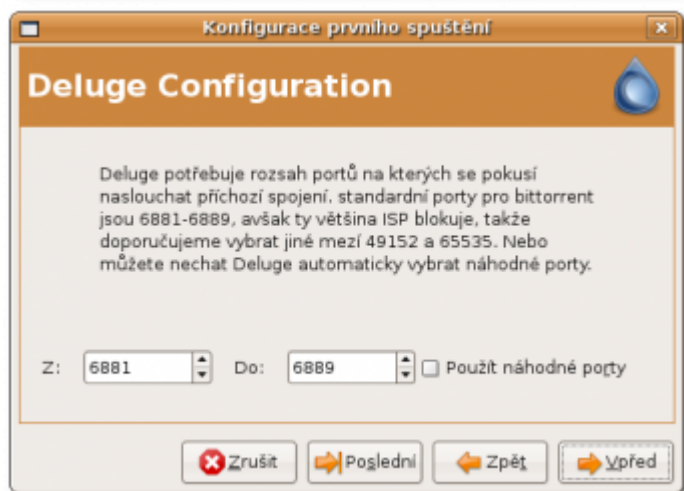 Konfigurace prvního spuštění
Deluge Configuration
Deluge potřebuje rozsah portů na kterých se pokusí
naslouchat příchozí spojení. standardní porty pro bittorrent
jsou 6881-6889, avšak ty většina ISP blokuje, takže
doporučujeme vybrat jiné mezí 49152 a 65535. Nebo
můžete nechat Deluge automaticky vybrat náhodné porty.
Z: 6881 Do: 6889 Použít náhodné porty
Zrušit Poslední Zpět Vpřed